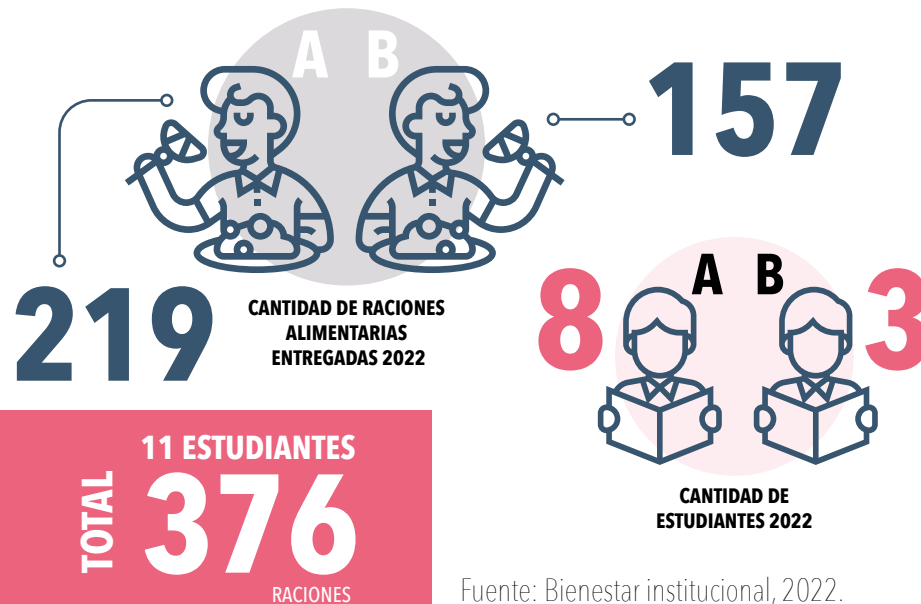 A B
157
219
CANTIDAD DE RACIONES
ALIMENTARIAS
ENTREGADAS 2022
A B
8
3
CANTIDAD DE
ESTUDIANTES 2022
TOTAL
11 ESTUDIANTES
376
RACIONES
Fuente: Bienestar institucional, 2022.